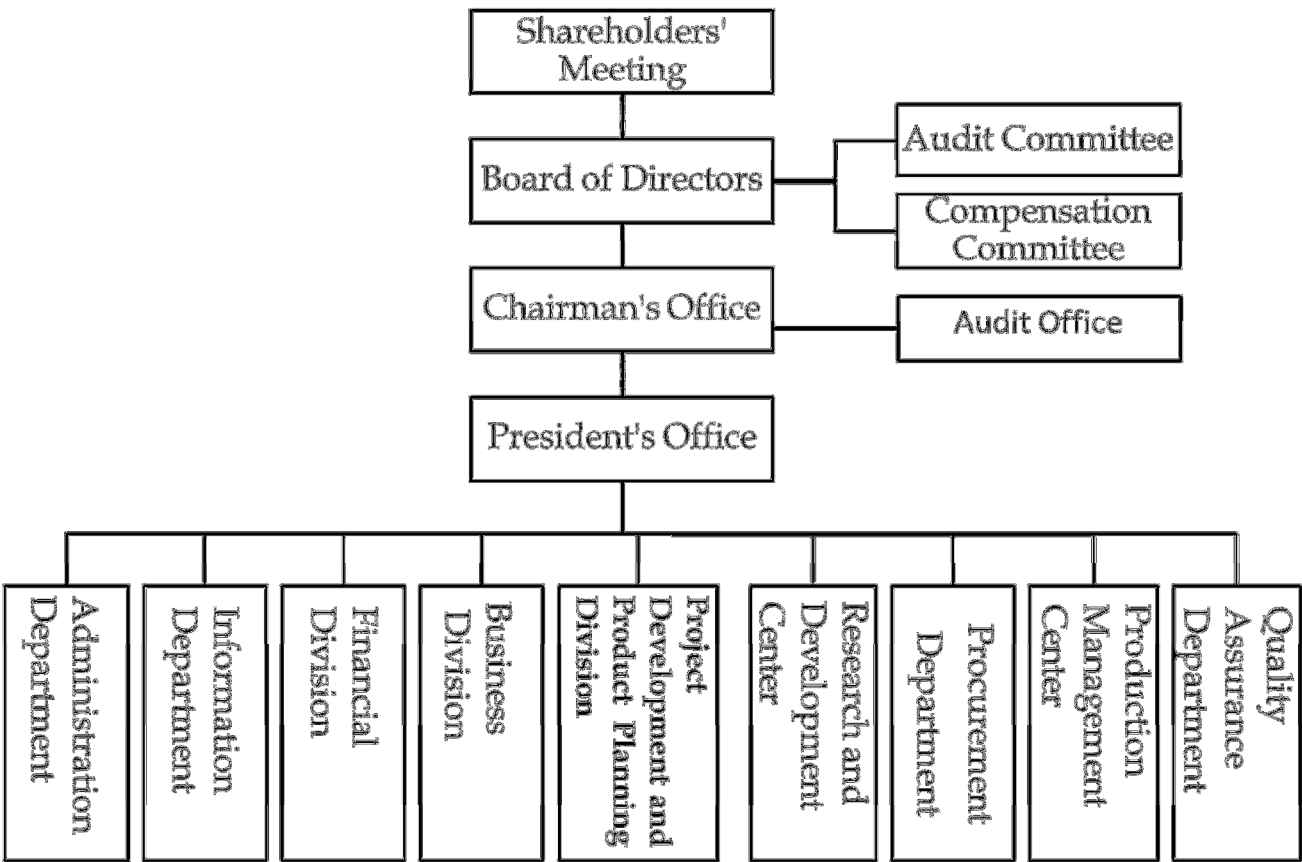 Shareholders'
Meeting
Board of Directors
Audit Committee
Compensation
Committee
Chairman's Office
Audit Office
President's Office
Administration
Department
Information
Department
Financial
Division
Business
Division
Project
Development and
Product Planning
Division
Research and
Development
Center
Procurement
Department
Production
Management
Center
Quality
Assurance
Department